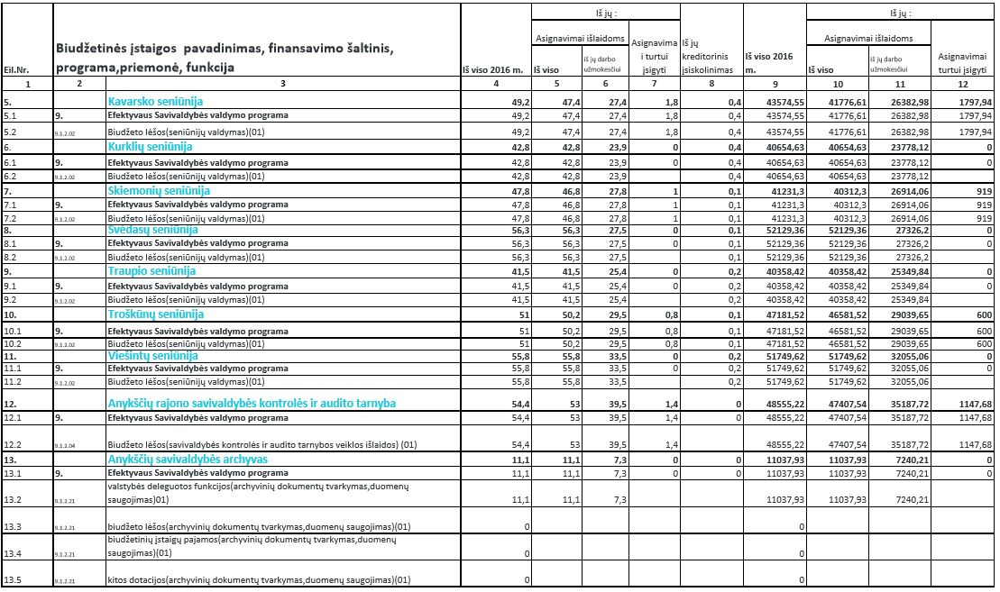 Iš jų :	Iš jų :
Asignavimai išlaidoms	Asignavimai išlaidoms
Eil.Nr.	Biudžetinės įstaigos pavadinimas, finansavimo šaltinis, programa,priemonė, funkcija	Iš viso 2016 m.	Iš viso	iš jų darbo užmokesčiui	Asignavima i turtui įsigyti	Iš jų kreditorinis įsiskolinimas	Iš viso 2016 m.	Iš viso	iš jų darbo užmokesčiui	Asignavimai turtui įsigyti
1	2	3	4	5	6	7	8	9	10	11	12
5.	Kavarsko seniūnija	49,2	47,4	27,4	1,8	0,4	43574,55	41776,61	26382,98	1797,94
5.1	9.	Efektyvaus Savivaldybės valdymo programa	49,2	47,4	27,4	1,8	0,4	43574,55	41776,61	26382,98	1797,94
5.2	9.1.2.02	Biudžeto lėšos(seniūnijų valdymas)(01)	49,2	47,4	27,4	1,8	0,4	43574,55	41776,61	26382,98	1797,94
6.	Kurklių seniūnija	42,8	42,8	23,9	0	0,4	40654,63	40654,63	23778,12	0
6.1	9.	Efektyvaus Savivaldybės valdymo programa	42,8	42,8	23,9	0	0,4	40654,63	40654,63	23778,12	0
6.2	9.1.2.02	Biudžeto lėšos(seniūnijų valdymas)(01)	42,8	42,8	23,9	0,4	40654,63	40654,63	23778,12
7.	Skiemonių seniūnija	47,8	46,8	27,8	1	0,1	41231,3	40312,3	26914,06	919
7.1	9.	Efektyvaus Savivaldybės valdymo programa	47,8	46,8	27,8	1	0,1	41231,3	40312,3	26914,06	919
7.2	9.1.2.02	Biudžeto lėšos(seniūnijų valdymas)(01)	47,8	46,8	27,8	1	0,1	41231,3	40312,3	26914,06	919
8.	Svėdasų seniūnija	56,3	56,3	27,5	0	0,1	52129,36	52129,36	27326,2	0
8.1	9.	Efektyvaus Savivaldybės valdymo programa	56,3	56,3	27,5	0	0,1	52129,36	52129,36	27326,2	0
8.2	9.1.2.02	Biudžeto lėšos(seniūnijų valdymas)(01)	56,3	56,3	27,5	0,1	52129,36	52129,36	27326,2
9.	Traupio seniūnija	41,5	41,5	25,4	0	0,2	40358,42	40358,42	25349,84	0
9.1	9.	Efektyvaus Savivaldybės valdymo programa	41,5	41,5	25,4	0	0,2	40358,42	40358,42	25349,84	0
9.2	9.1.2.02	Biudžeto lėšos(seniūnijų valdymas)(01)	41,5	41,5	25,4	0,2	40358,42	40358,42	25349,84
10.	Troškūnų seniūnija	51	50,2	29,5	0,8	0,1	47181,52	46581,52	29039,65	600
10.1	9.	Efektyvaus Savivaldybės valdymo programa	51	50,2	29,5	0,8	0,1	47181,52	46581,52	29039,65	600
10.2	9.1.2.02	Biudžeto lėšos(seniūnijų valdymas)(01)	51	50,2	29,5	0,8	0,1	47181,52	46581,52	29039,65	600
11.	Viešintų seniūnija	55,8	55,8	33,5	0	0,2	51749,62	51749,62	32055,06	0
11.1	9.	Efektyvaus Savivaldybės valdymo programa	55,8	55,8	33,5	0	0,2	51749,62	51749,62	32055,06	0
11.2	9.1.2.02	Biudžeto lėšos(seniūnijų valdymas)(01)	55,8	55,8	33,5	0,2	51749,62	51749,62	32055,06
12.	Anykščių rajono savivaldybės kontrolės ir audito tarnyba	54,4	53	39,5	1,4	0	48555,22	47407,54	35187,72	1147,68
12.1	9.	Efektyvaus Savivaldybės valdymo programa	54,4	53	39,5	1,4	0	48555,22	47407,54	35187,72	1147,68
12.2	9.1.2.04	Biudžeto lėšos(savivaldybės kontrolės ir audito tarnybos veiklos išlaidos) (01)	54,4	53	39,5	1,4	48555,22	47407,54	35187,72	1147,68
13.	Anykščių savivaldybės archyvas	11,1	11,1	7,3	0	0	11037,93	11037,93	7240,21	0
13.1	9.	Efektyvaus Savivaldybės valdymo programa	11,1	11,1	7,3	0	0	11037,93	11037,93	7240,21	0
valstybės deleguotos funkcijos(archyvinių dokumentų tvarkymas,duomenų
13.2	9.1.2.21	saugojimas)01)	11,1	11,1	7,3	11037,93	11037,93	7240,21
13.3	9.1.2.21	biudžeto lėšos(archyvinių dokumentų tvarkymas,duomenų saugojimas)(01)	0	0
biudžetinių įstaigų pajamos(archyvinių dokumentų tvarkymas,duomenų
13.4	9.1.2.21	saugojimas)(01)	0	0
13.5	9.1.2.21	kitos dotacijos(archyvinių dokumentų tvarkymas,duomenų saugojimas)(01)	0	0